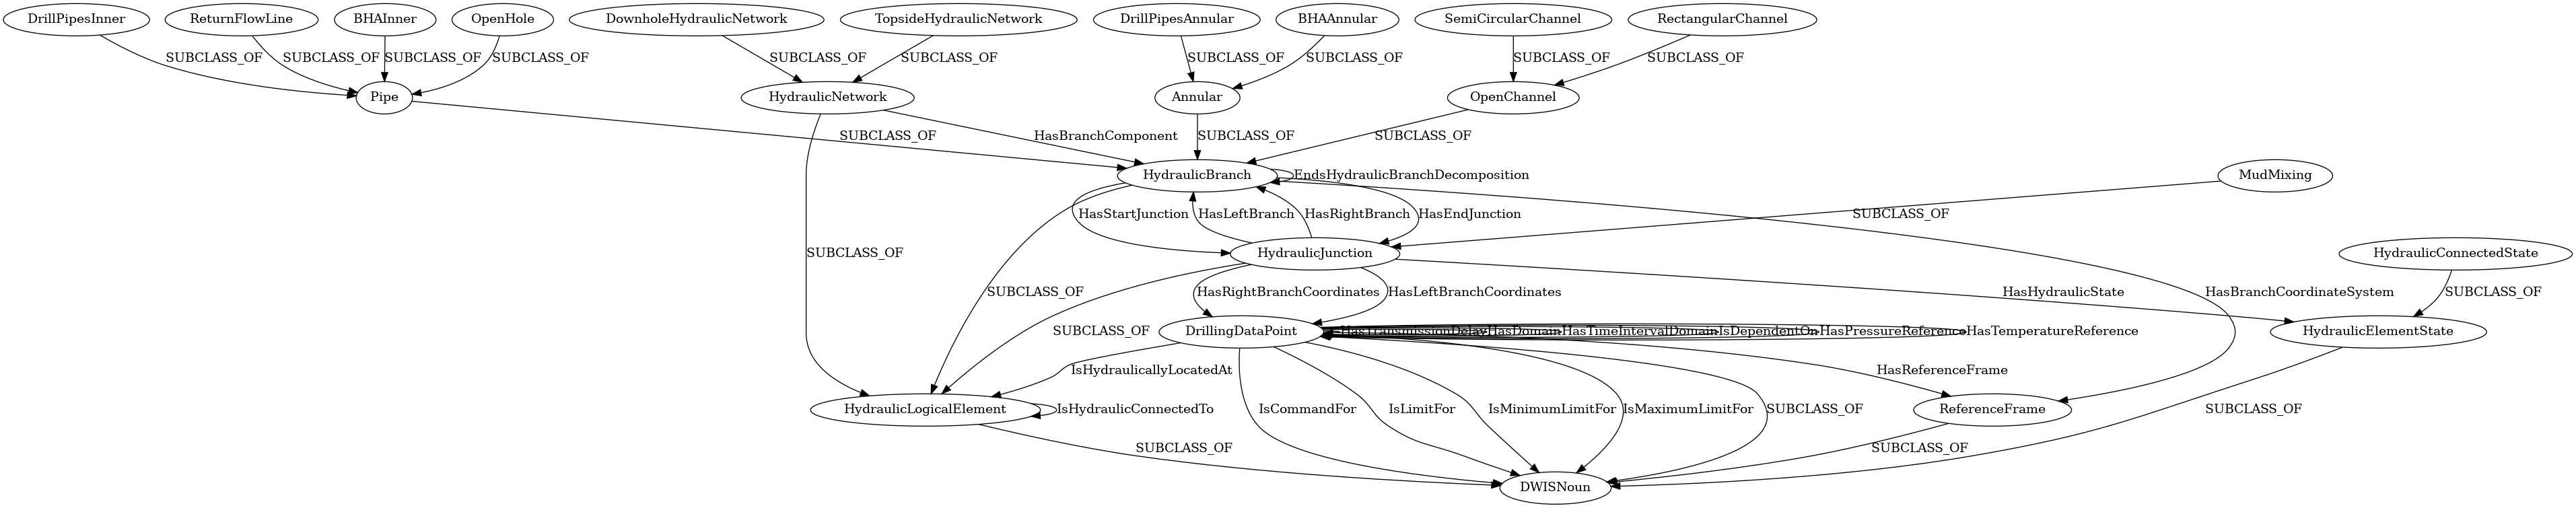 DrillPipesInner
ReturnFlowLine
BHAInner
OpenHole
DownholeHydraulicNetwork
TopsideHydraulicNetwork
DrillPipesAnnular
BHAAnnular
SemiCircularChannel
RectangularChannel
SUBCLASS_OF
SUBCLASS_OF
SUBCLASS_OF
SUBCLASS_OF
SUBCLASS_OF
SUBCLASS_OF
SUBCLASS_OF
SUBCLASS_OF
SUBCLASS_OF
SUBCLASS_OF
Pipe
HydraulicNetwork
Annular
OpenChannel
SUBCLASS_OF
HasBranchComponent
SUBCLASS_OF
SUBCLASS_OF
HydraulicBranch
EndsHydraulicBranchDecomposition
MudMixing
HasStartJunction
HasLeftBranch
HasRightBranch
HasEndJunction
SUBCLASS_OF
SUBCLASS_OF
HydraulicJunction
HydraulicConnectedState
SUBCLASS_OF
HasRightBranchCoordinates
HasLeftBranchCoordinates
HasHydraulicState
HasBranchCoordinateSystem
SUBCLASS_OF
SUBCLASS_OF
DrillingDataPoint
HasTransmissionDelay
HasDomain
HasTimeIntervalDomain
IsDependentOn
HasPressureReference
HasTemperatureReference
HydraulicElementState
IsHydraulicallyLocatedAt
HasReferenceFrame
HydraulicLogicalElement
IsHydraulicConnectedTo
IsCommandFor
IsLimitFor
IsMinimumLimitFor
IsMaximumLimitFor
SUBCLASS_OF
ReferenceFrame
SUBCLASS_OF
SUBCLASS_OF
SUBCLASS_OF
DWISNoun